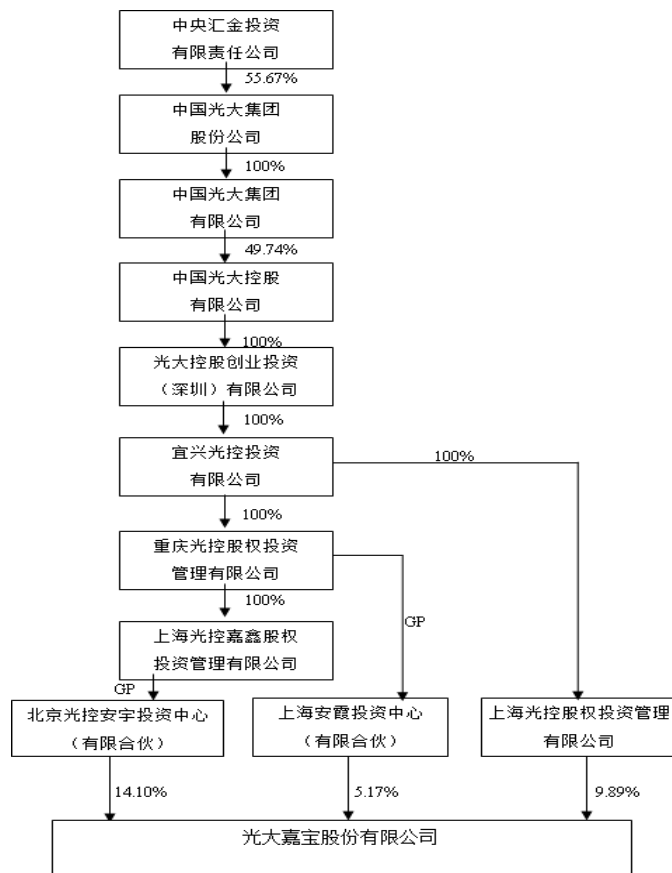 中央汇金投资
有限责任公司
55.67%
中国光大集团
股份公司
100%
中国光大集团
有限公司
49.74%
中国光大控股
有限公司
100%
光大控股创业投资
（深圳）有限公司
100%
宜兴光控投资
有限公司
100%
100%
重庆光控股权投资
管理有限公司
100%
GP
上海光控嘉鑫股权
投资管理有限公司
GP
北京光控安宇投资中心
（有限合伙）
上海安霞投资中心
（有限合伙）
上海光控股权投资管理
有限公司
14.10%
5.17%
9.89%
光大嘉宝股份有限公司